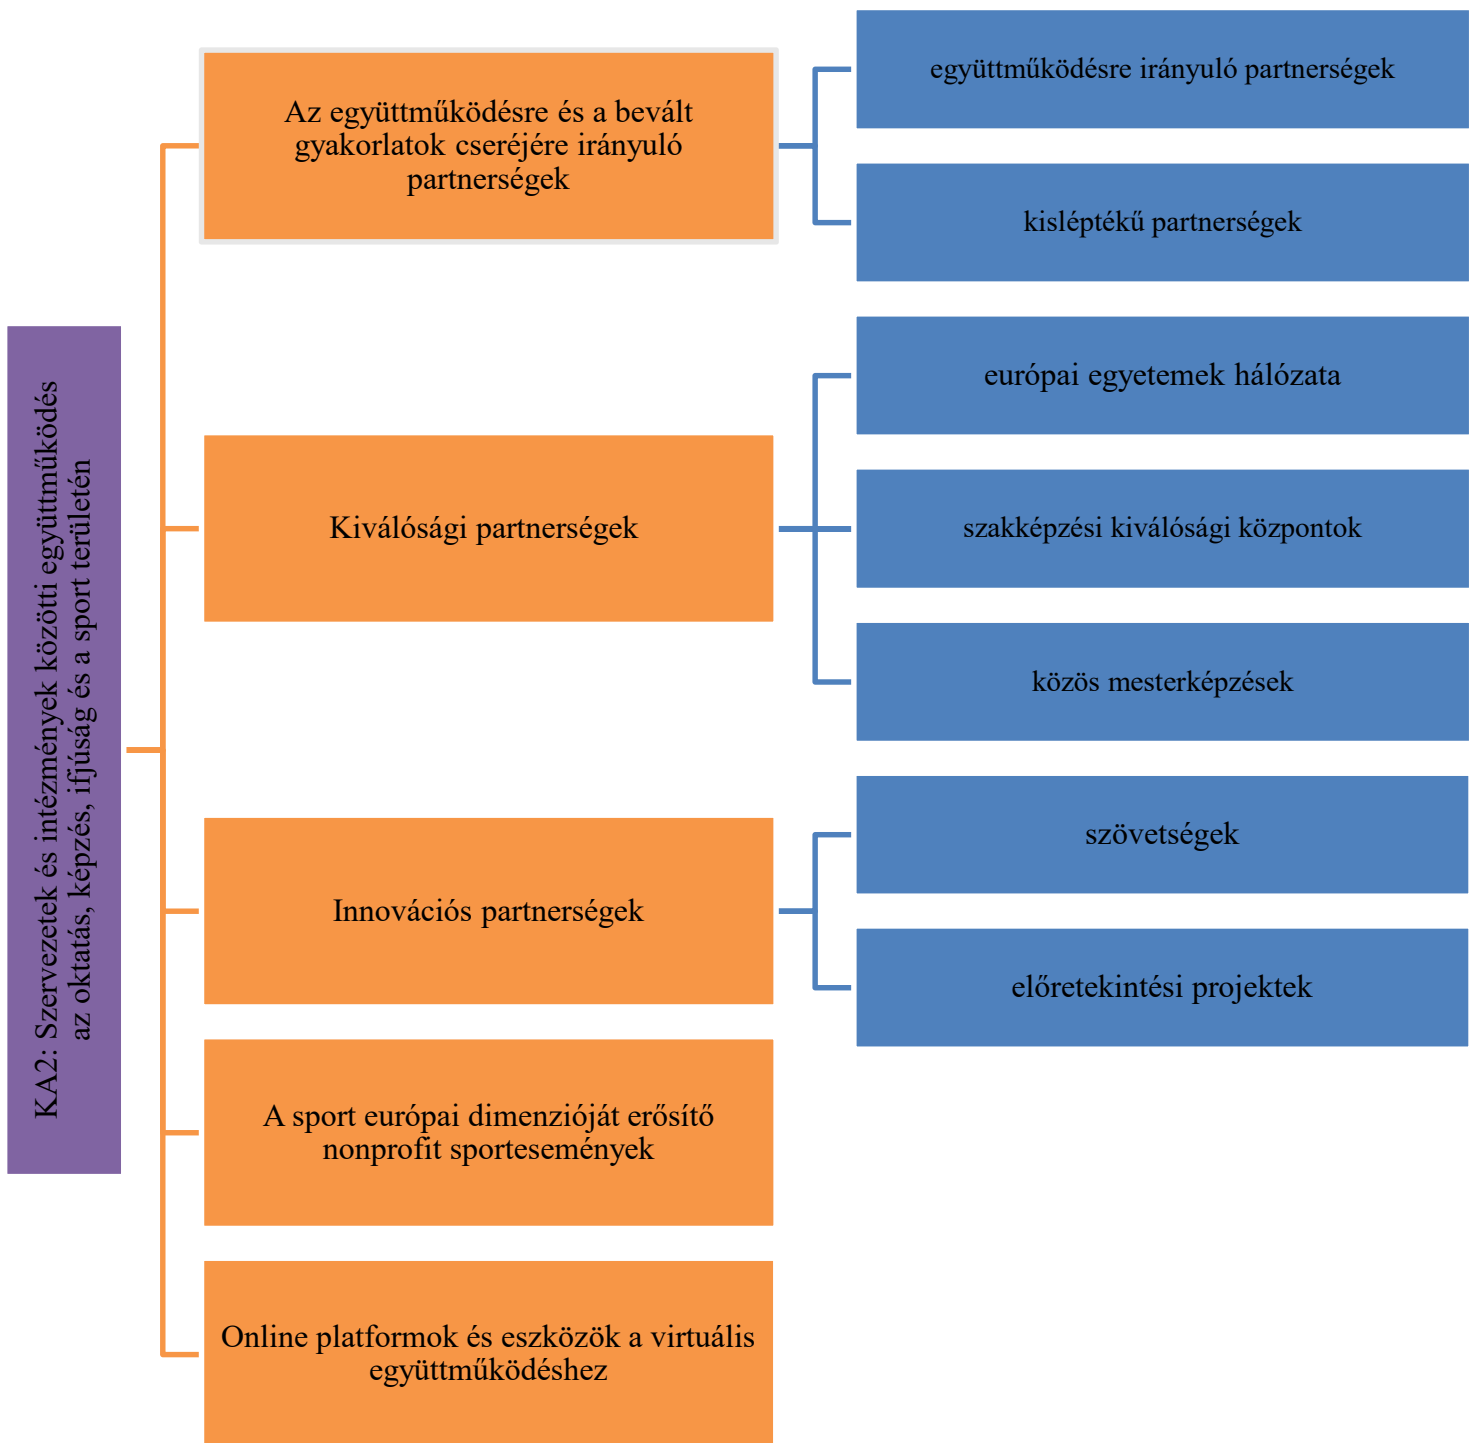 KA2: Szervezetek és intézmények közötti együttműködés
az oktatás, képzés, ifjúság és a sport területén
Az együttműködésre és a bevált
gyakorlatok cseréjére irányuló
partnerségek
együttműködésre irányuló partnerségek
kisléptékű partnerségek
Kiválósági partnerségek
európai egyetemek hálózata
szakképzési kiválósági központok
közös mesterképzések
Innovációs partnerségek
szövetségek
előretekintési projektek
A sport európai dimenzióját erősítő
nonprofit sportesemények
Online platformok és eszközök a virtuális
együttműködéshez